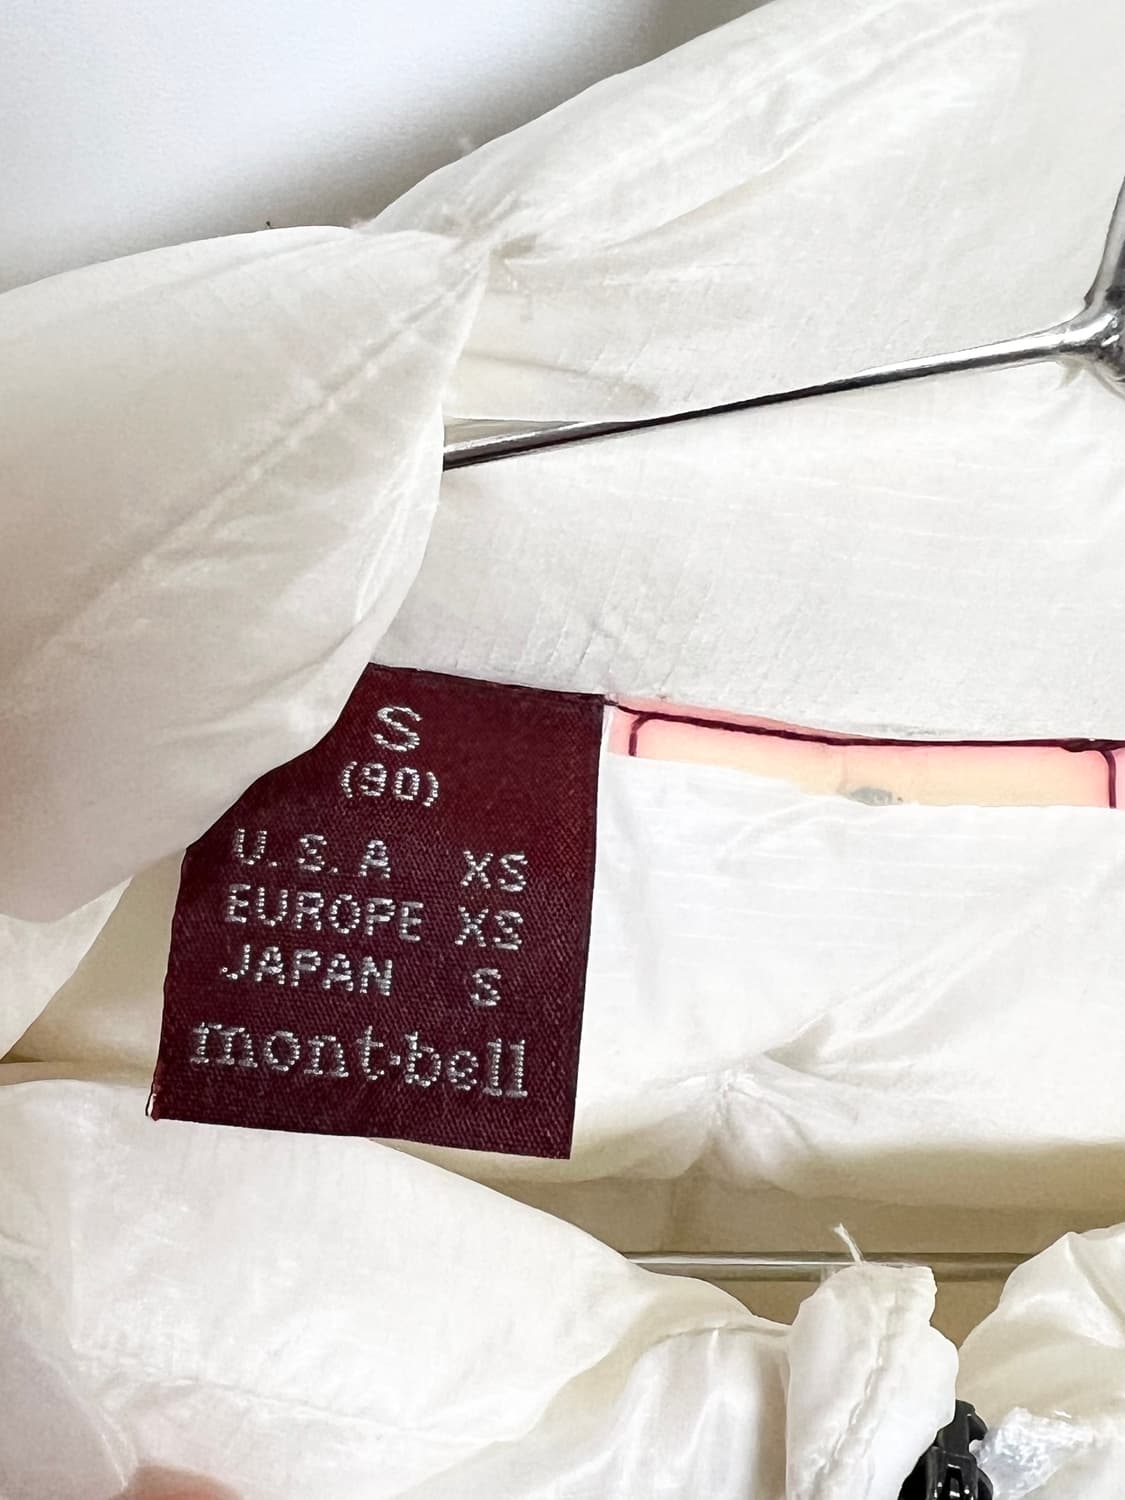 S
(90)
U.S.A XS
EUROPE XS
JAPAN S
mont-bell